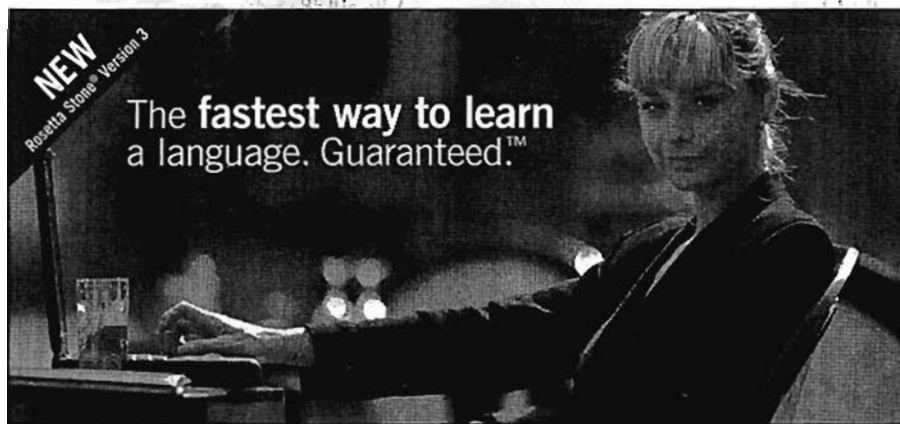 NEW
Rosetta Stone® Version 3
The fastest way to learn
a language. Guaranteed.™